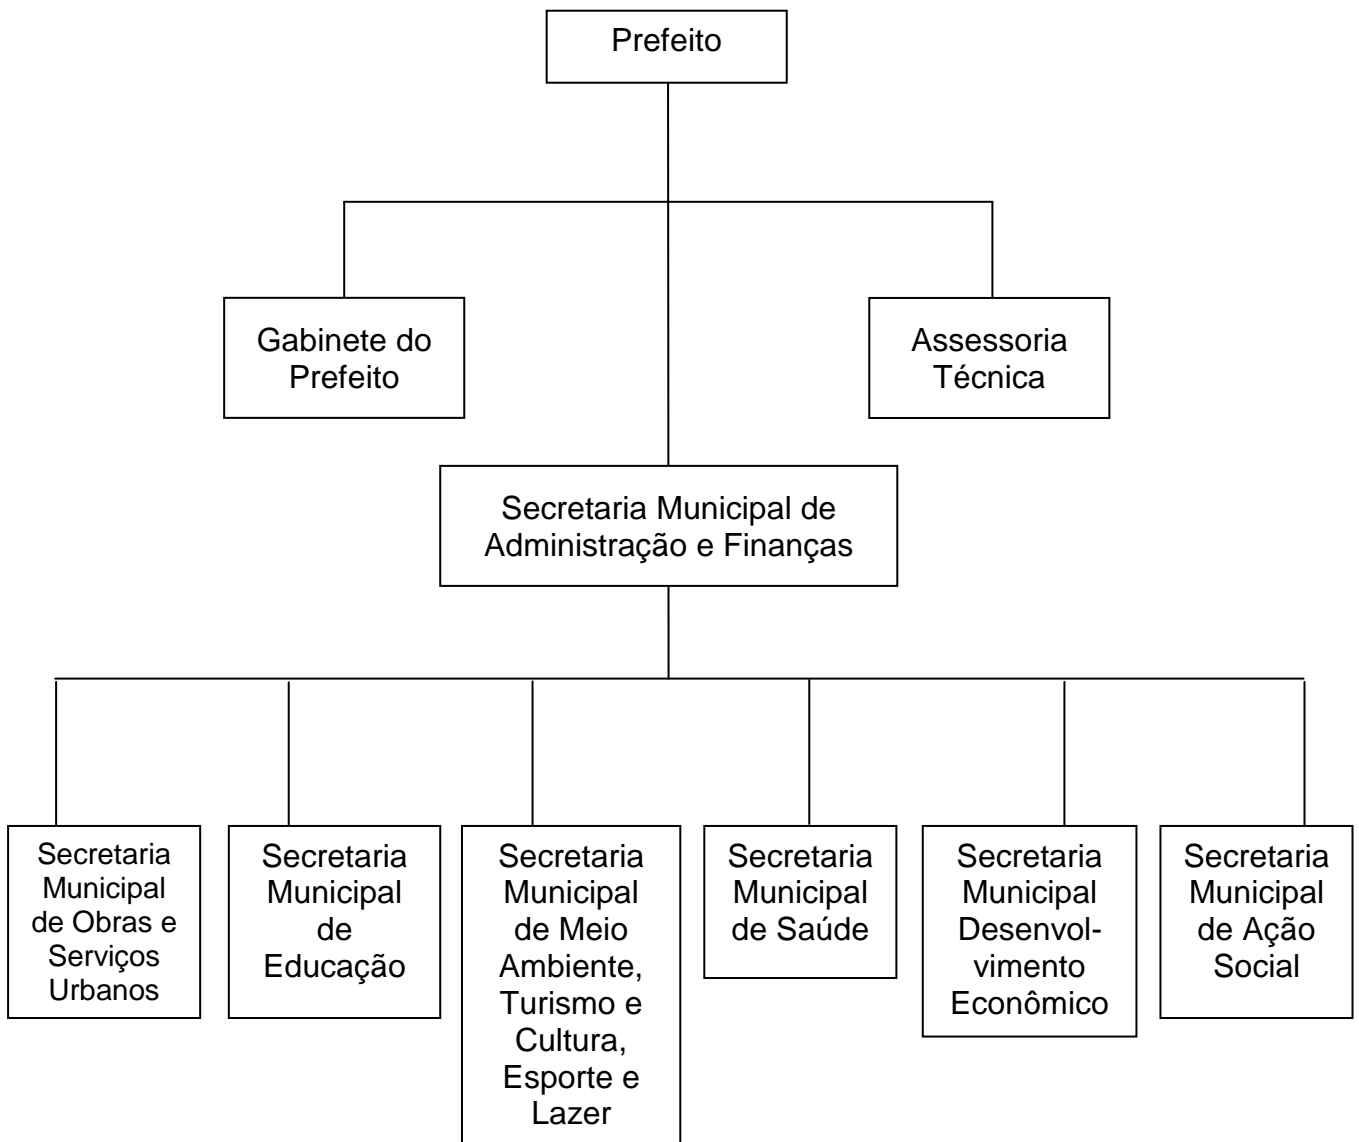 Prefeito
Gabinete do
Prefeito
Assessoria
Técnica
Secretaria Municipal de
Administração e Finanças
Secretaria
Municipal
de Obras e
Serviços
Urbanos
Secretaria
Municipal
de
Educação
Secretaria
Municipal
de Meio
Ambiente,
Turismo e
Cultura,
Esporte e
Lazer
Secretaria
Municipal
de Saúde
Secretaria
Municipal
Desenvol-
vimento
Econômico
Secretaria
Municipal
de Ação
Social